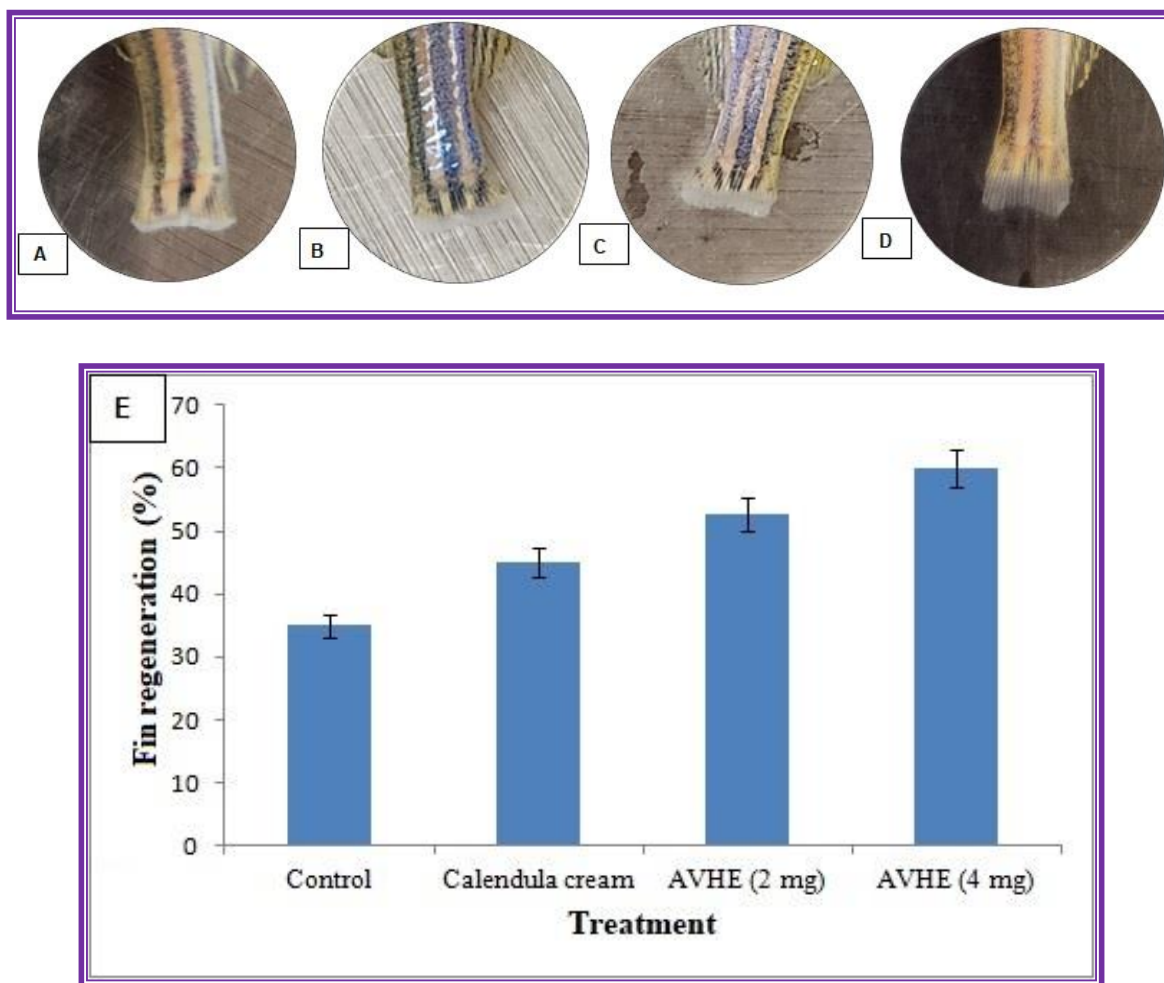 A
B
C
D
E
Fin regeneration (%)
70
60
50
40
30
20
10
0
Control Calendula cream AVHE (2 mg) AVHE (4 mg)
Treatment